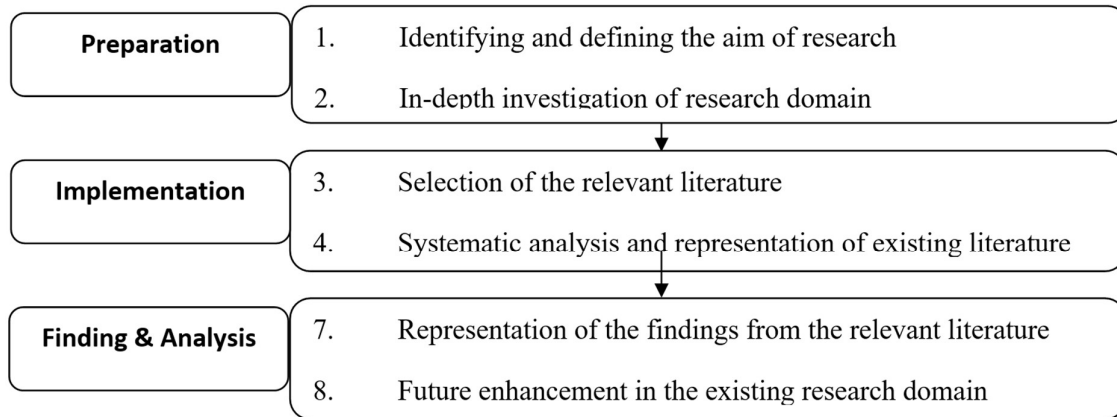 Preparation
1. Identifying and defining the aim of research
2. In-depth investigation of research domain
Implementation
3. Selection of the relevant literature
4. Systematic analysis and representation of existing literature
Finding & Analysis
7. Representation of the findings from the relevant literature
8. Future enhancement in the existing research domain